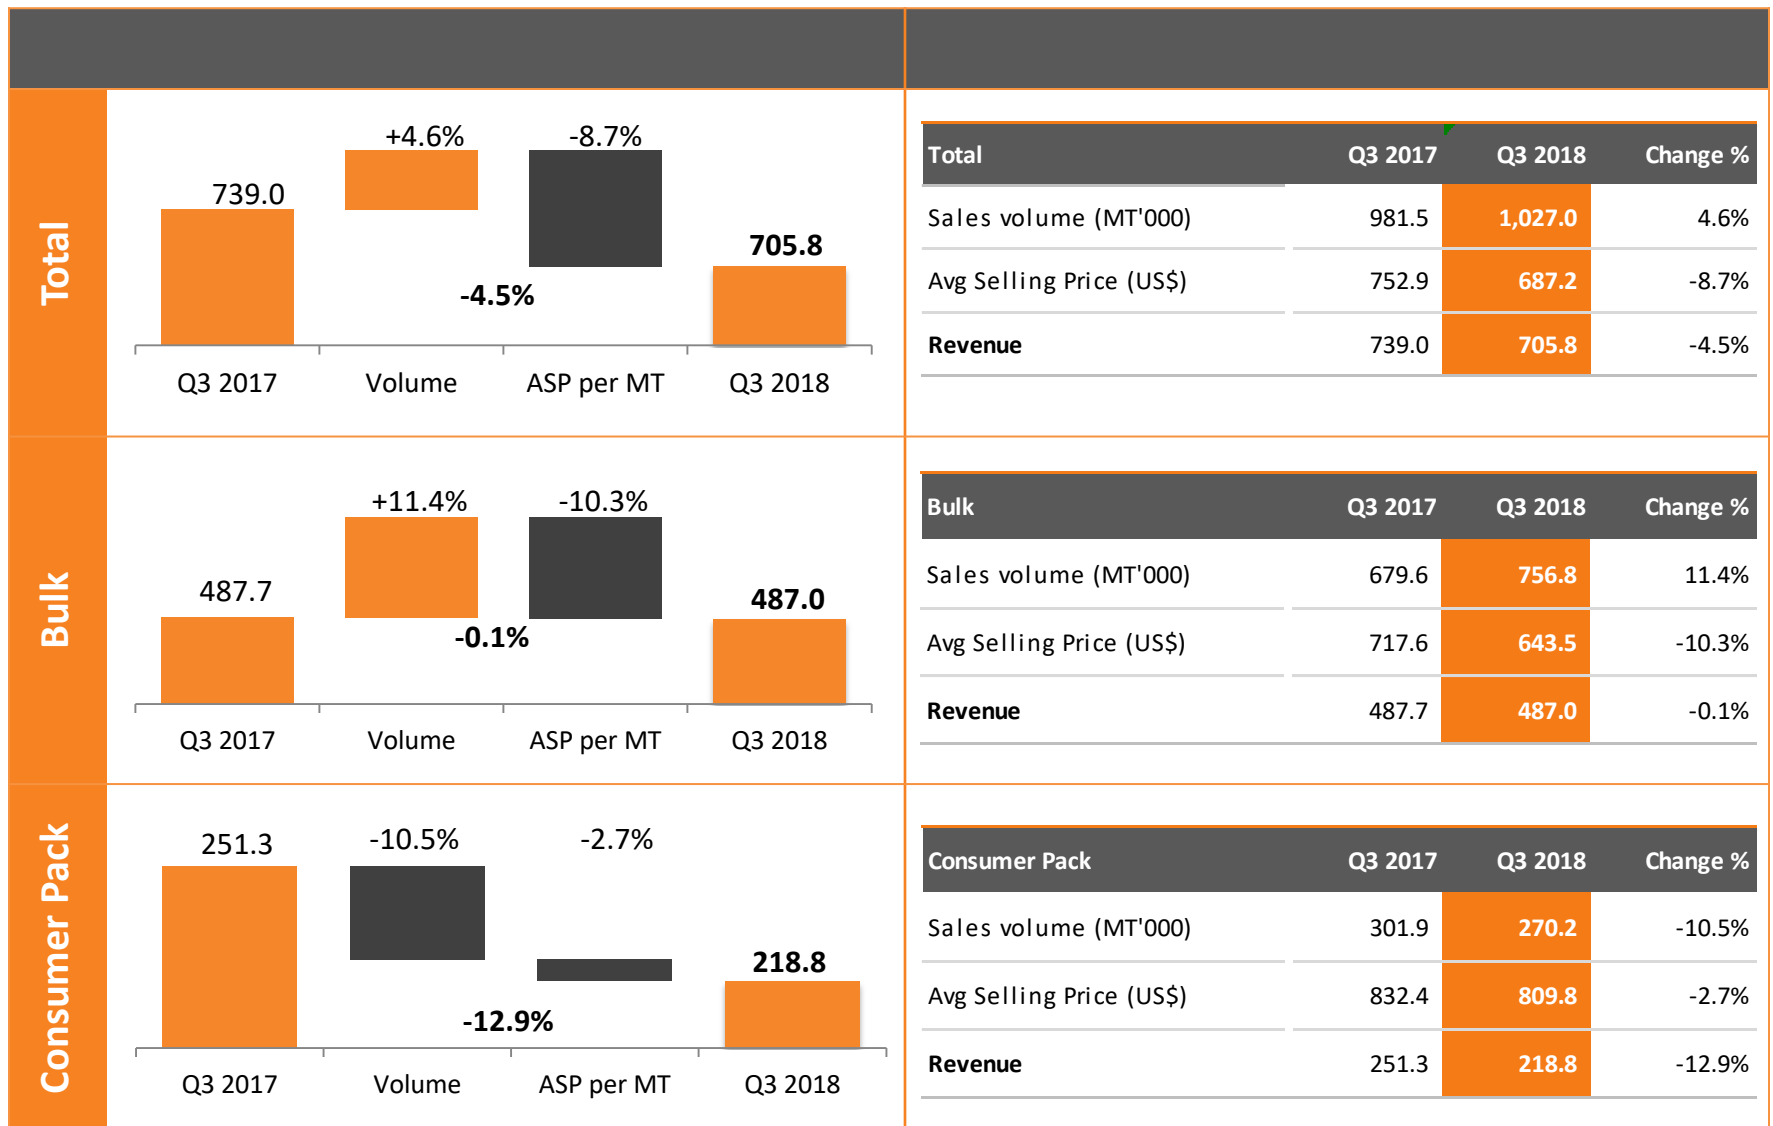 Total
+4.6% -8.7%
739.0
705.8
-4.5%
Q3 2017 Volume ASP per MT Q3 2018
Total Q3 2017 Q3 2018 Change %
Sales volume (MT'000) 981.5 1,027.0 4.6%
Avg Selling Price (US$) 752.9 687.2 -8.7%
Revenue 739.0 705.8 -4.5%
Bulk
+11.4% -10.3%
487.7 487.0
-0.1%
Q3 2017 Volume ASP per MT Q3 2018
Bulk Q3 2017 Q3 2018 Change %
Sales volume (MT'000) 679.6 756.8 11.4%
Avg Selling Price (US$) 717.6 643.5 -10.3%
Revenue 487.7 487.0 -0.1%
Consumer Pack
251.3 -10.5% -2.7%
218.8
-12.9%
Q3 2017 Volume ASP per MT Q3 2018
Consumer Pack Q3 2017 Q3 2018 Change %
Sales volume (MT'000) 301.9 270.2 -10.5%
Avg Selling Price (US$) 832.4 809.8 -2.7%
Revenue 251.3 218.8 -12.9%